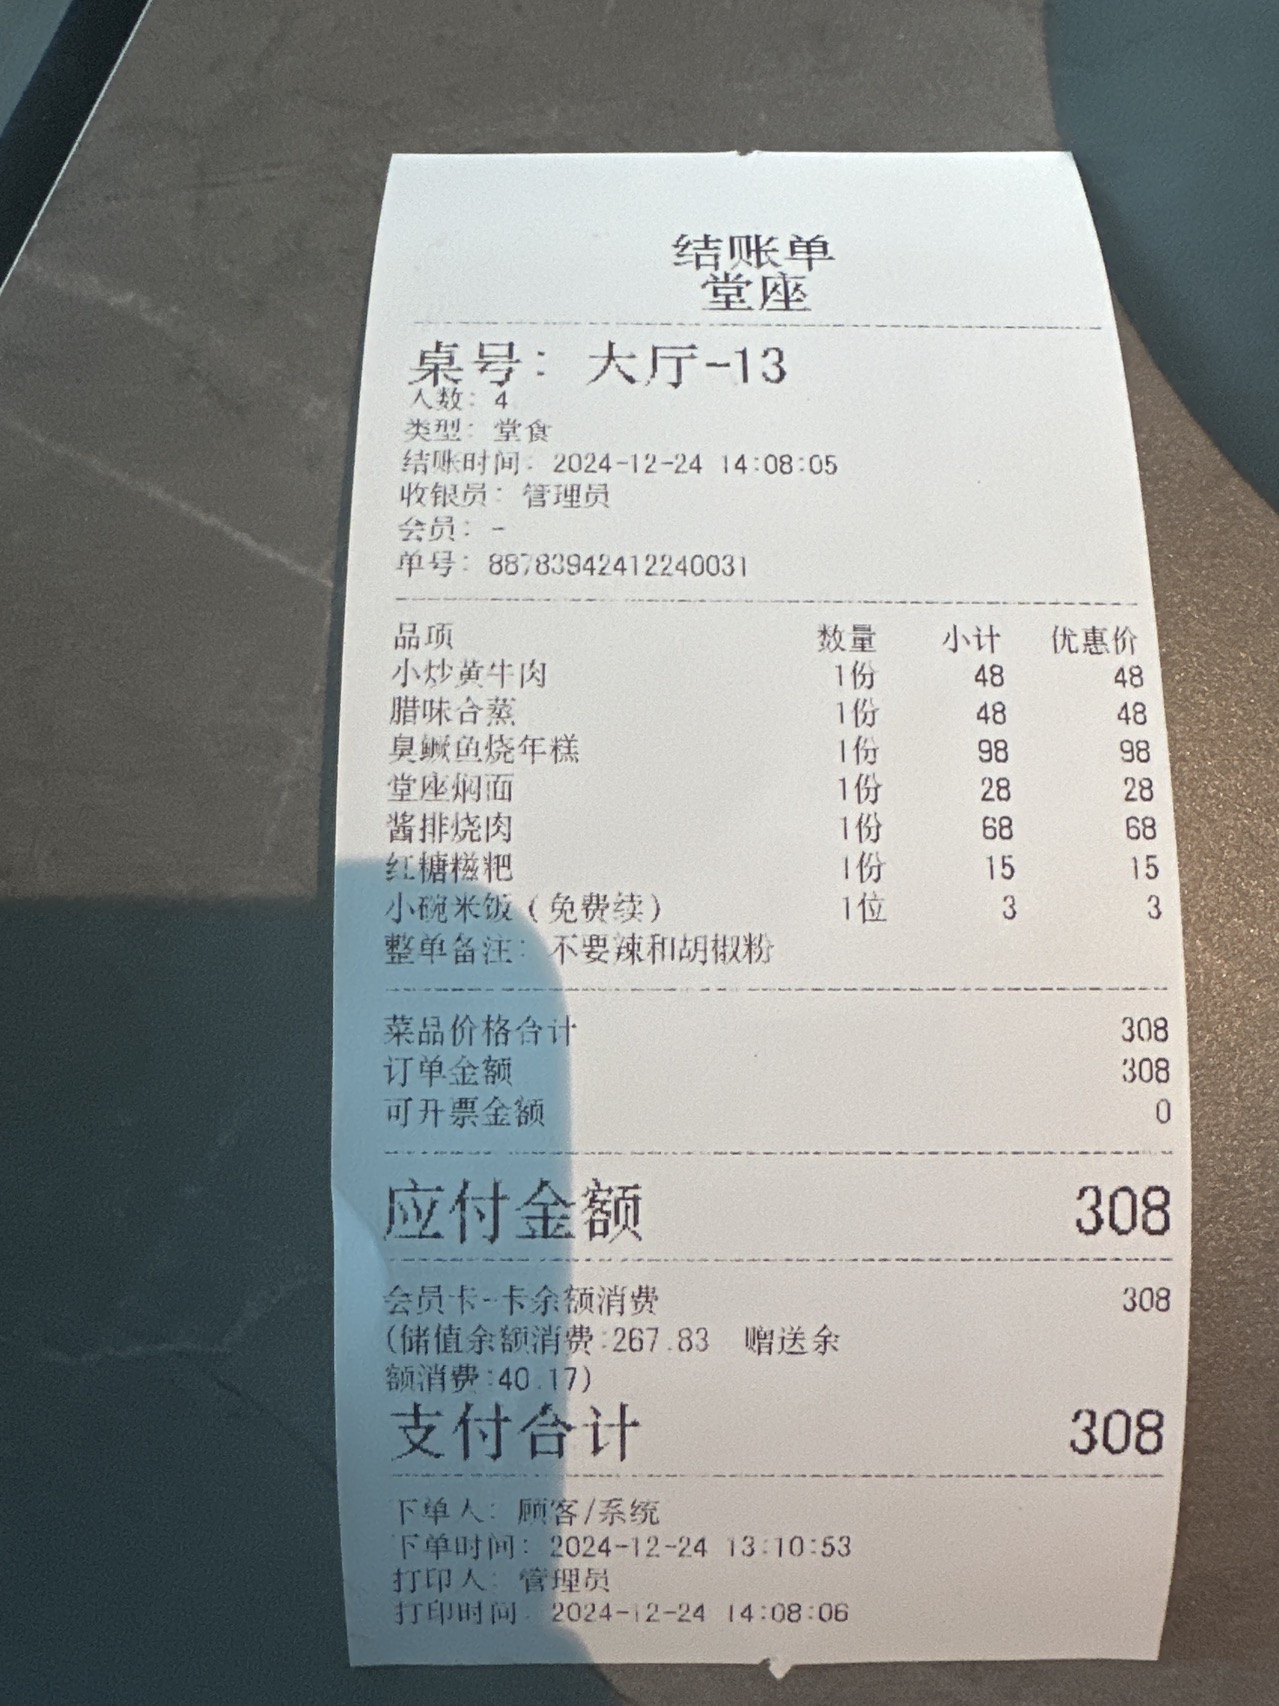 结账单
堂座
桌号: 大厅-13
人数: 4
类型: 堂食
结账时间: 2024-12-24 14:08:05
收银员: 管理员
会员: -
单号: 88783942412240031
品项 数量 小计 优惠价
小炒黄牛肉 1份 48 48
腊味合蒸 1份 48 48
臭鳜鱼烧年糕 1份 98 98
堂座焖面 1份 28 28
酱排烧肉 1份 68 68
红糖糍粑 1份 15 15
小碗米饭(免费续) 1位 3 3
整单备注: 不要辣和胡椒粉
菜品价格合计 308
订单金额 308
可开票金额 0
应付金额 308
会员卡-卡余额消费 308
(储值余额消费:267.83 赠送余
额消费:40.17)
支付合计 308
下单人: 顾客/系统
下单时间: 2024-12-24 13:10:53
打印人: 管理员
打印时间: 2024-12-24 14:08:06